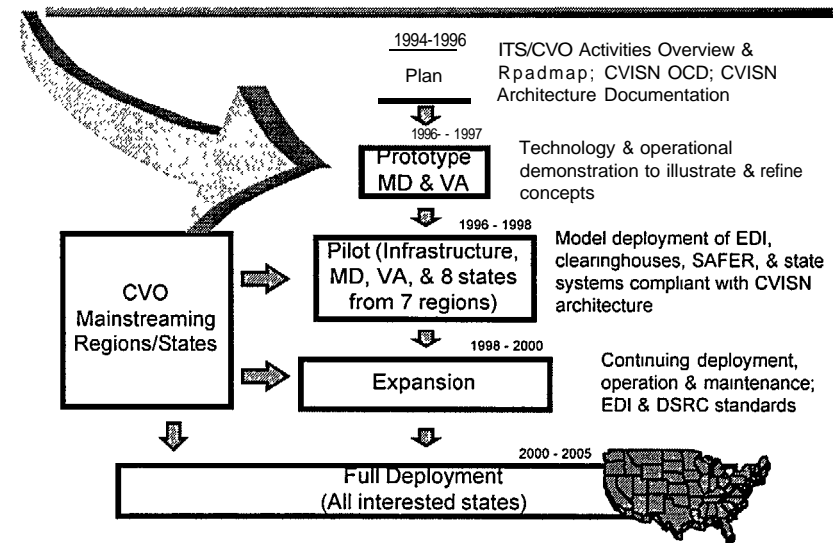 1994-1996
Plan
ITS/CVO Activities Overview &
Rpadmap; CVISN OCD; CVISN
Architecture Documentation
1996- - 1997
Prototype
MD & VA
Technology & operational
demonstration to illustrate & refine
concepts
1996 - 1998
Pilot (Infrastructure,
MD, VA, & 8 states
from 7 regions)
Model deployment of EDI,
clearinghouses, SAFER, & state
systems compliant with CVISN
architecture
CVO
Mainstreaming
Regions/States
1998 - 2000
Expansion
Continuing deployment,
operation & maintenance;
EDI & DSRC standards
2000 - 2005
Full Deployment
(All interested states)